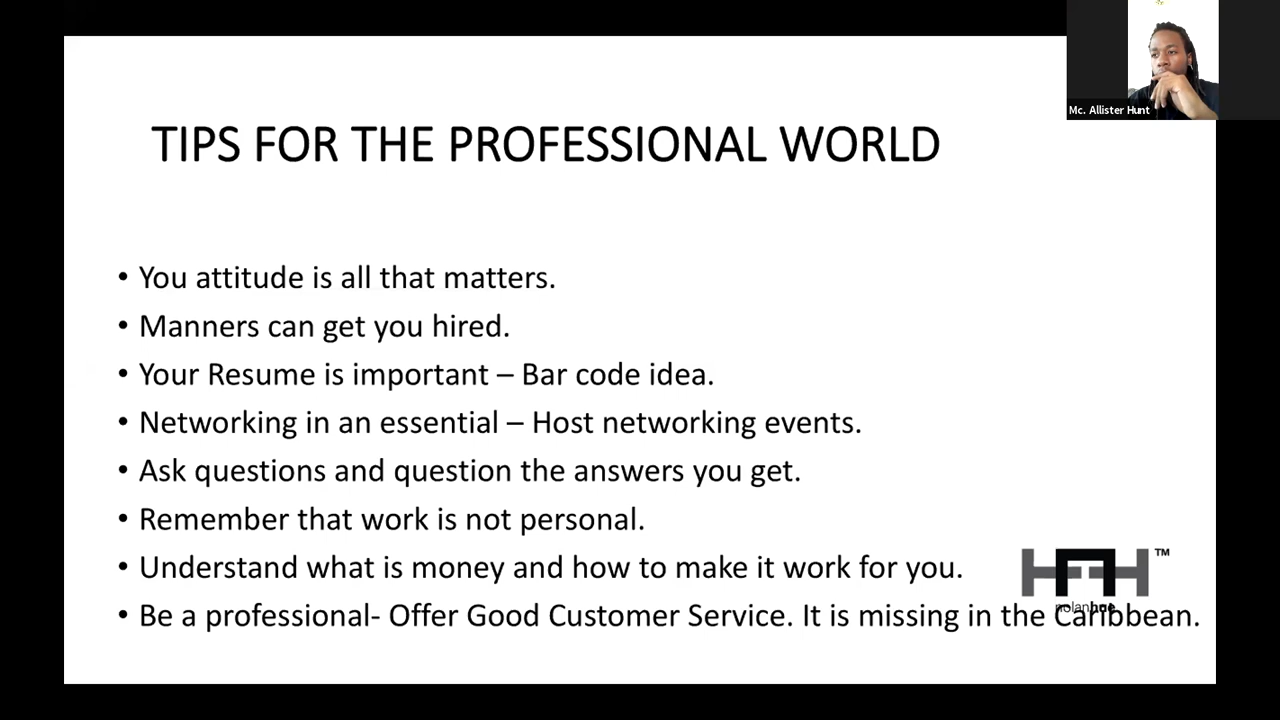 Mc. Allister Hunt
TIPS FOR THE PROFESSIONAL WORLD
• You attitude is all that matters.
• Manners can get you hired.
• Your Resume is important – Bar code idea.
• Networking in an essential – Host networking events.
• Ask questions and question the answers you get.
• Remember that work is not personal.
• Understand what is money and how to make it work for you.
• Be a professional- Offer Good Customer Service. It is missing in the Caribbean.
TM
nolanhue